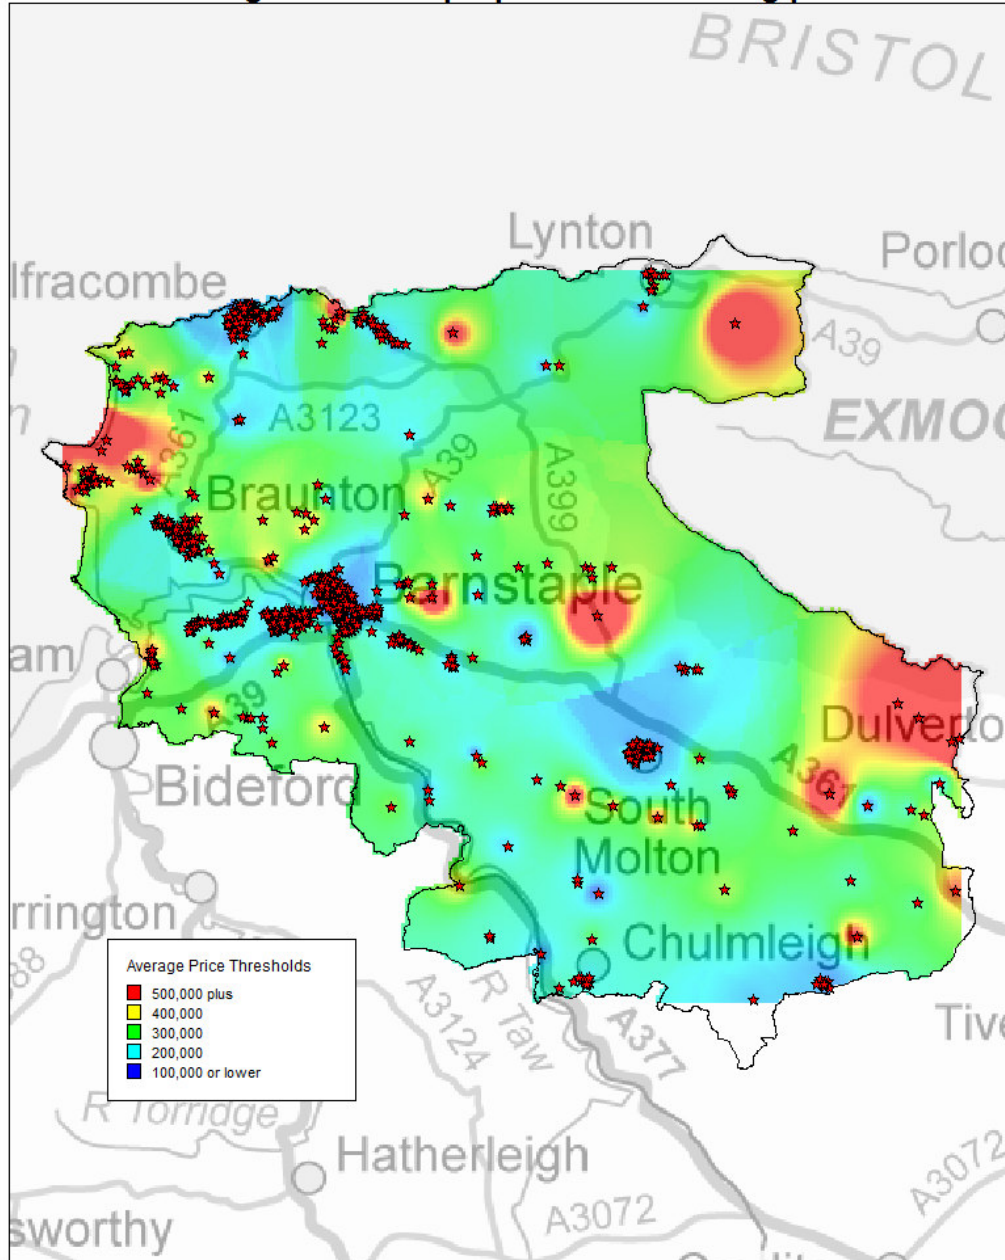 BRISTOL
Lynton
Porloc
lfracombe
A39
A3123
EXMOO
A361
A39
Braunton
A399
Barnstaple
am
A39
Dulverto
Bideford
A361
South
Molton
rrington
Chulmleigh
Average Price Thresholds
500,000 plus
400,000
300,000
200,000
100,000 or lower
88
A3124
R Taw
A377
Tive
R Torridge
Hatherleigh
A3072
A3072
sworthy